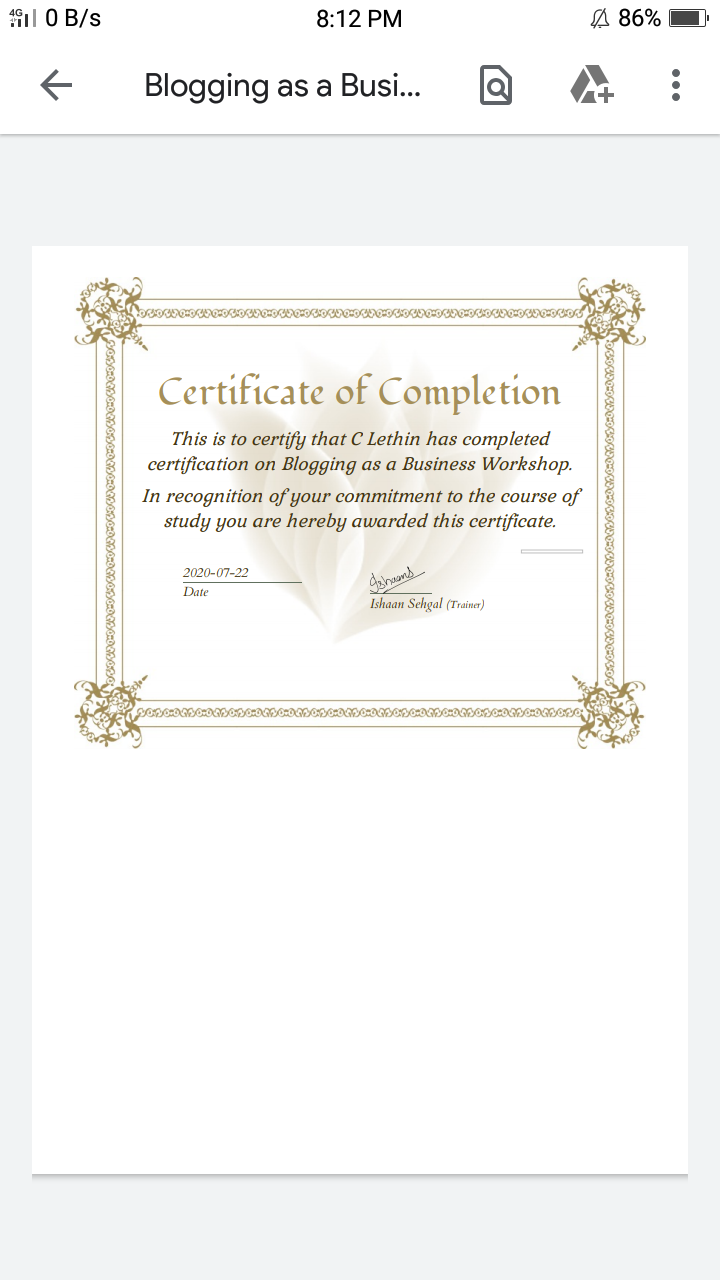 4G 0 B/s 8:12 PM 86%
Blogging as a Busi...
Certificate of Completion
This is to certify that C Lethin has completed
certification on Blogging as a Business Workshop.
In recognition of your commitment to the course of
study you are hereby awarded this certificate.
2020-07-22
Date
Ishaans
Ishaan Sehgal (Trainer)